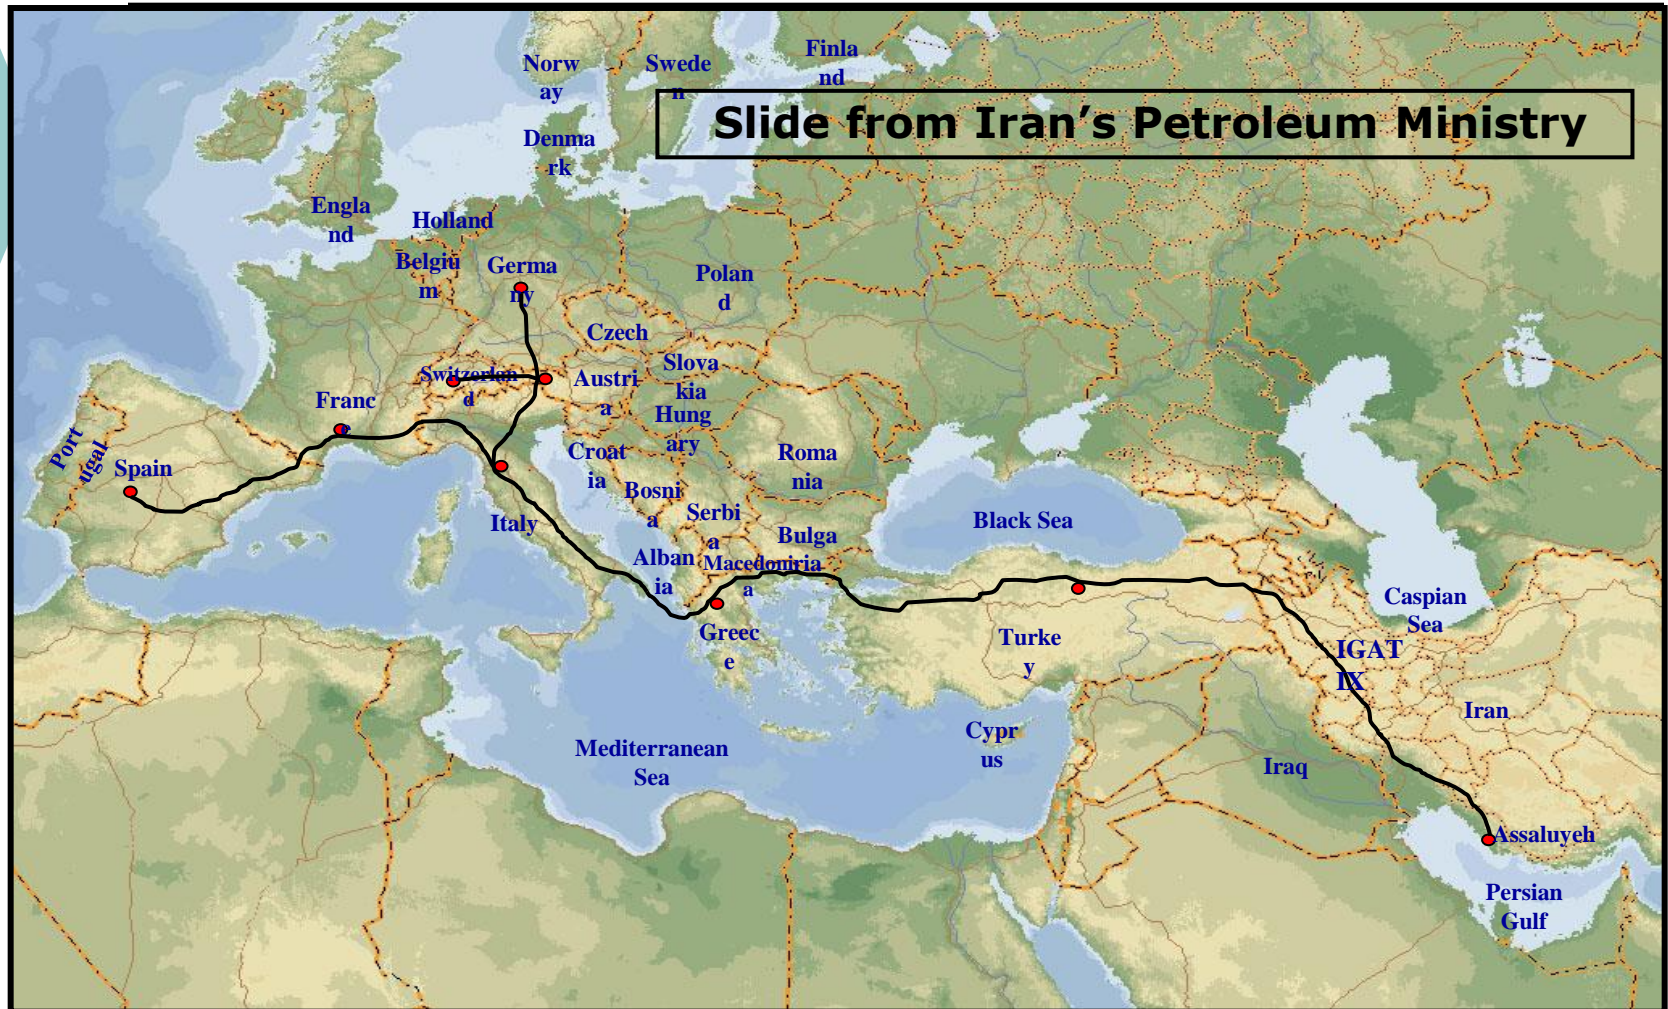 Norw
ay
Swede
n
Finla
nd
Slide from Iran’s Petroleum Ministry
Denma
rk
Engla
nd
Holland
Belgiu
m
Germa
ny
Polan
d
Czech
Slova
kia
Switzerlan
d
Austri
a
Franc
e
Hung
ary
Port
ugal
Spain
Croat
ia
Roma
nia
Bosni
a
Italy
Serbi
a
Black Sea
Bulga
ria
Alban
ia
Macedoni
a
Caspian
Sea
Greec
e
Turke
y
IGAT
IX
Iran
Cypr
us
Mediterranean
Sea
Iraq
Assaluyeh
Persian
Gulf